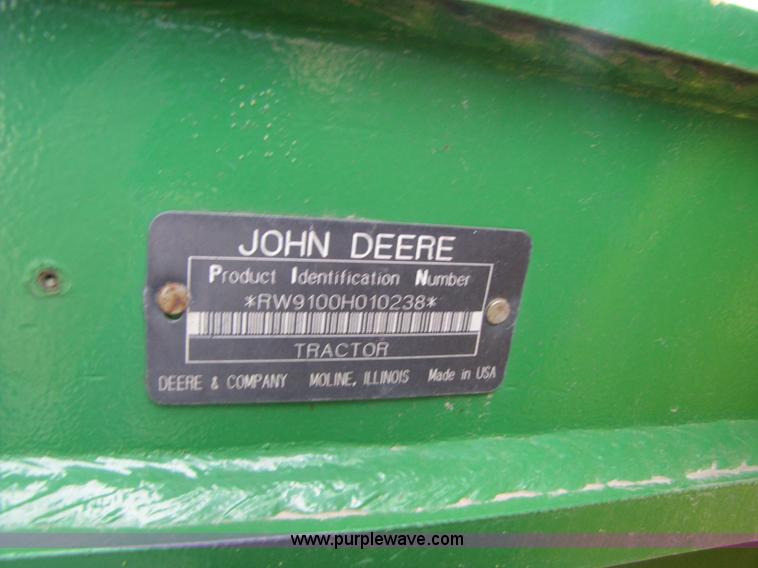 JOHN DEERE
Product Identification Number
*RW9100H010238*
TRACTOR
DEERE & COMPANY MOLINE, ILLINOIS Made in USA
www.purplewave.com